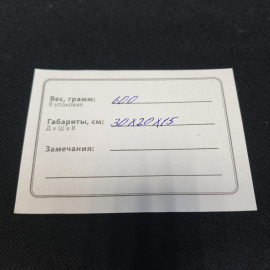 Вес, грамм: 600
В упаковке
Габариты, см: 30х20х15
Д х Ш х В
Замечания: